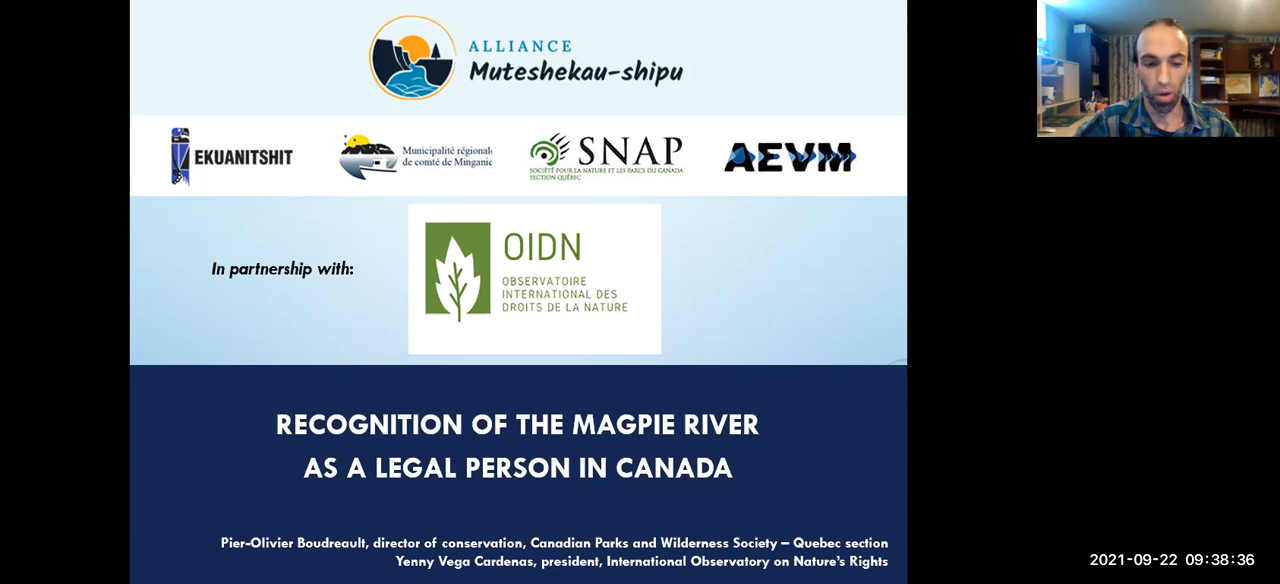 ALLIANCE
Muteshekau-shipu
EKUANITSHIT
Municipalité régionale
de comté de Minganie
SNAP
SOCIÉTÉ POUR LA NATURE ET LES PARCS DU CANADA
SECTION QUÉBEC
AEVM
In partnership with:
OIDN
OBSERVATOIRE
INTERNATIONAL DES
DROITS DE LA NATURE
RECOGNITION OF THE MAGPIE RIVER
AS A LEGAL PERSON IN CANADA
Pier-Olivier Boudreault, director of conservation, Canadian Parks and Wilderness Society – Quebec section
Yenny Vega Cardenas, president, International Observatory on Nature's Rights
2021-09-22 09:38:36